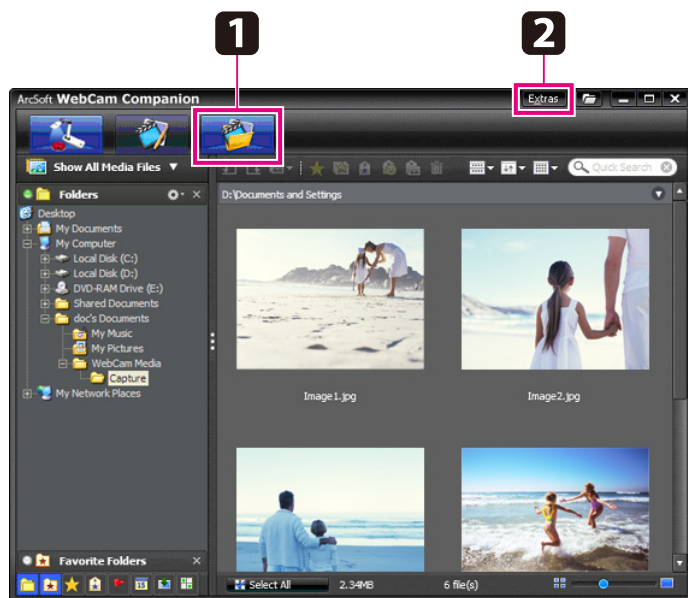 1
2
ArcSoft WebCam Companion
Extras
Show All Media Files
Quick Search
Folders
D:\Documents and Settings
Desktop
My Documents
My Computer
Local Disk (C:)
Local Disk (D:)
DVD-RAM Drive (E:)
Shared Documents
doc's Documents
My Music
My Pictures
WebCam Media
Capture
My Network Places
Image1.jpg
Image2.jpg
Favorite Folders
Select All
2.34MB
6 file(s)